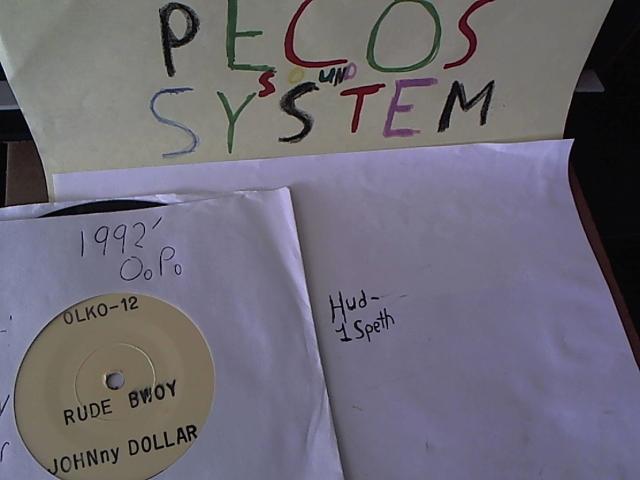 PECOS
SOUND
SYSTEM
1992'
O.P.
OLKO-12
RUDE BWOY
JOHNny DOLLAR
Hud-
1 Speth